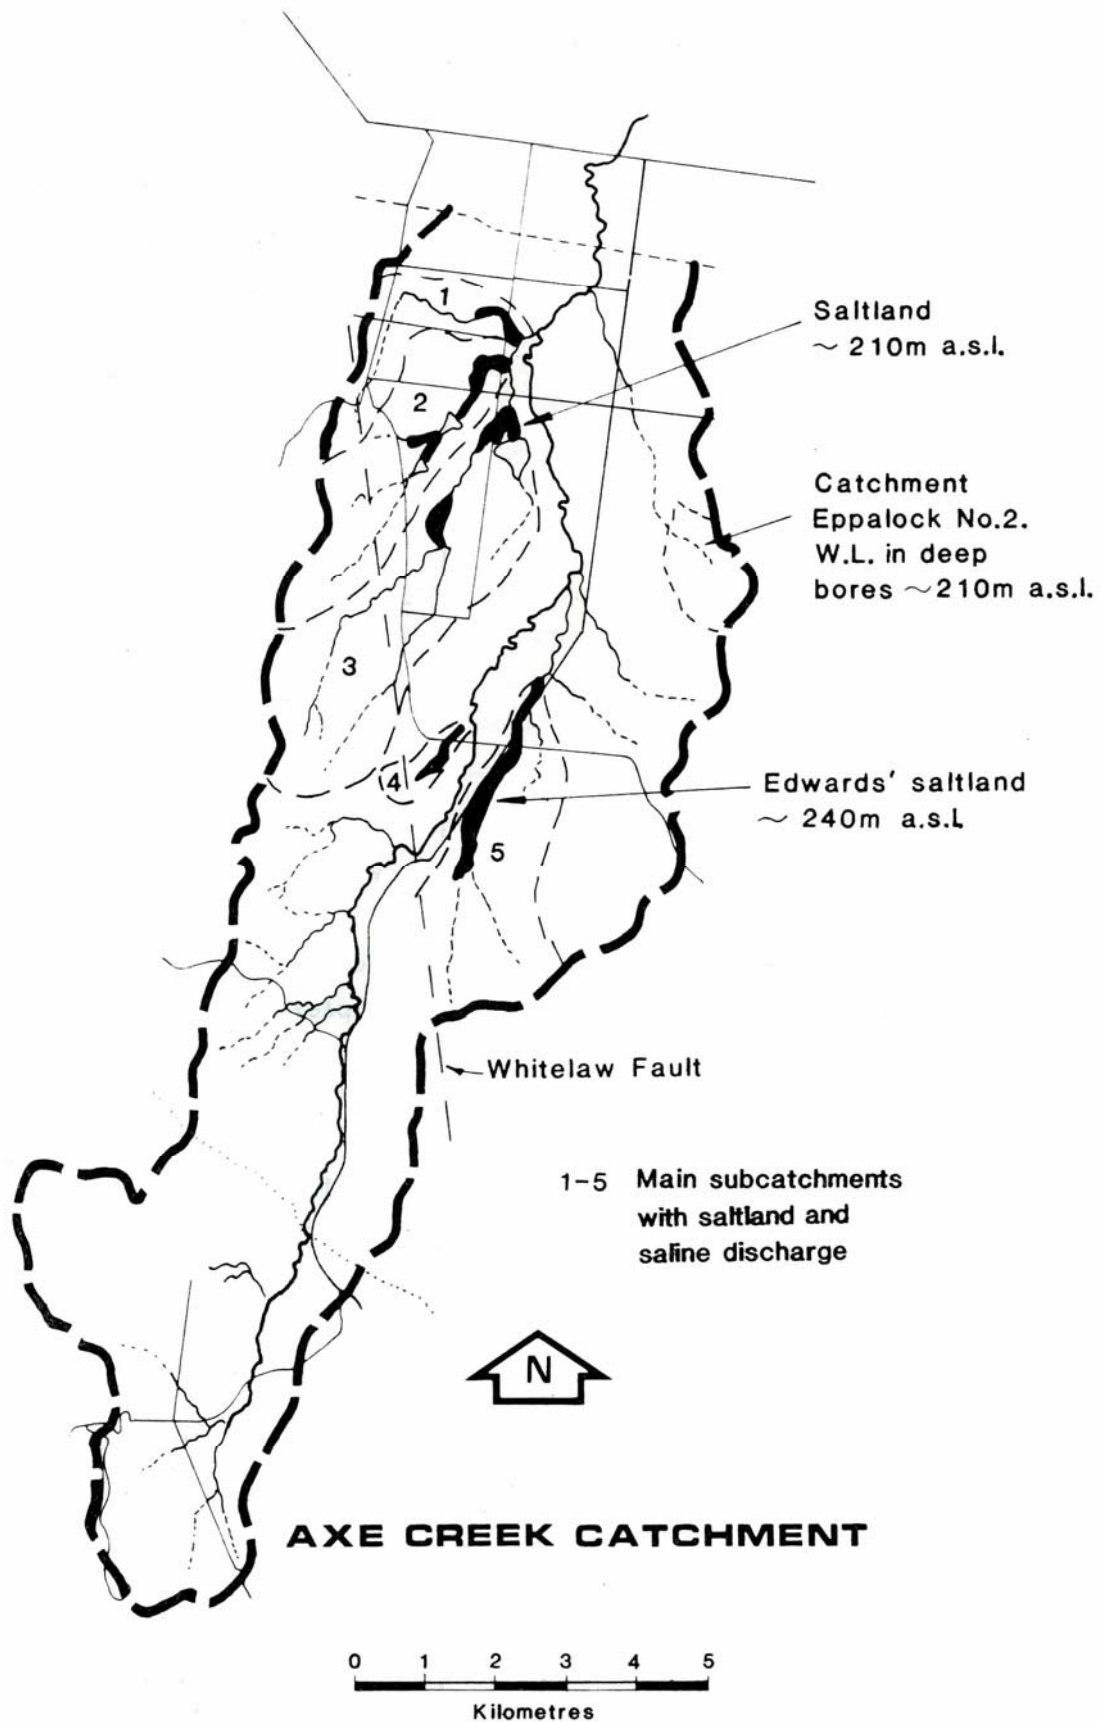 1
Saltland
~ 210m a.s.l.
2
Catchment
Eppalock No.2.
W.L. in deep
bores ~210m a.s.l.
3
4
Edwards' saltland
~ 240m a.s.l.
5
Whitelaw Fault
1-5 Main subcatchments
with saltland and
saline discharge
N
AXE CREEK CATCHMENT
0 1 2 3 4 5
Kilometres